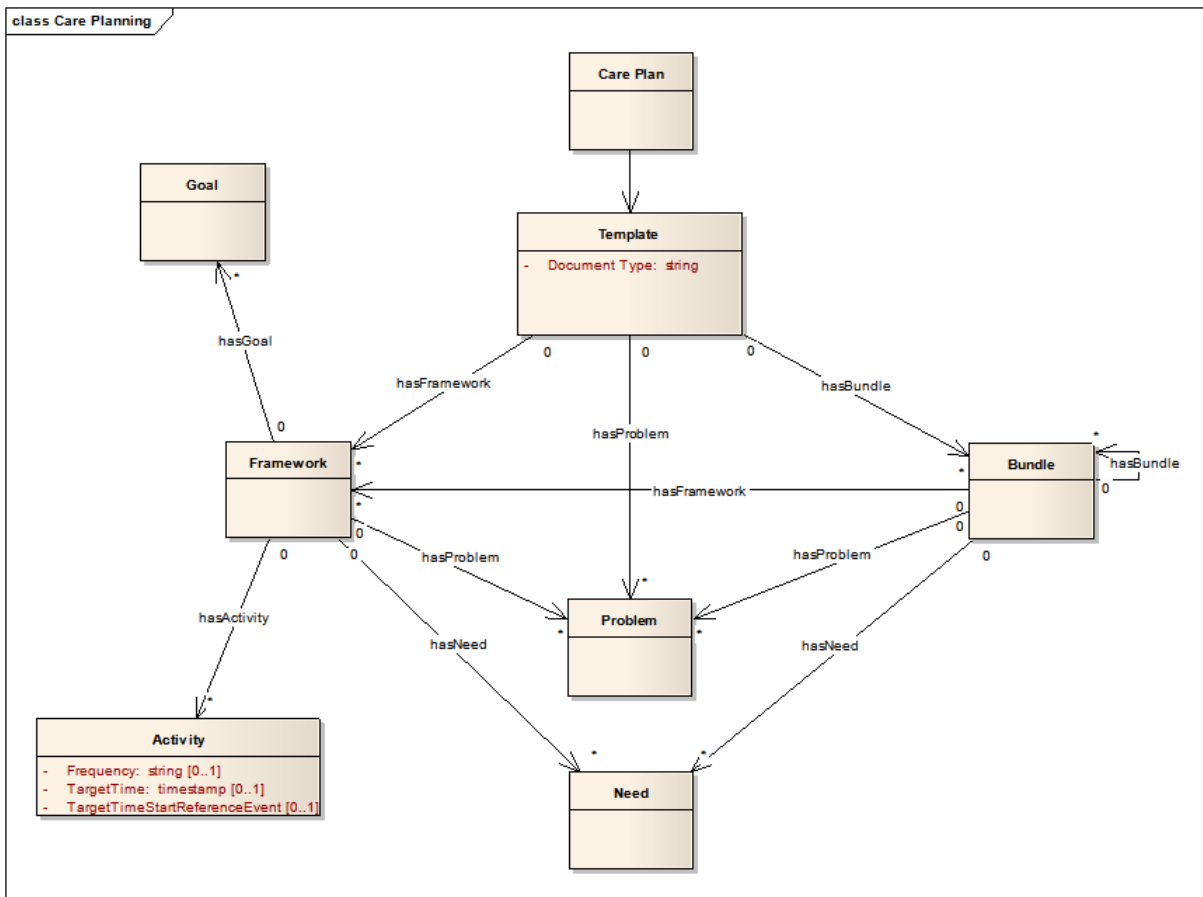 class Care Planning
Care Plan
Goal
Template
- Document Type: string
*
hasGoal
0
0
0
0
hasFramework
hasBundle
hasProblem
0
Framework
*
*
Bundle
*
hasBundle
hasFramework
0
*
0
0
0
0
0
0
hasProblem
hasProblem
*
Problem
*
*
hasActivity
hasNeed
hasNeed
*
Activity
- Frequency: string [0..1]
- TargetTime: timestamp [0..1]
- TargetTimeStartReferenceEvent [0..1]
*
*
Need